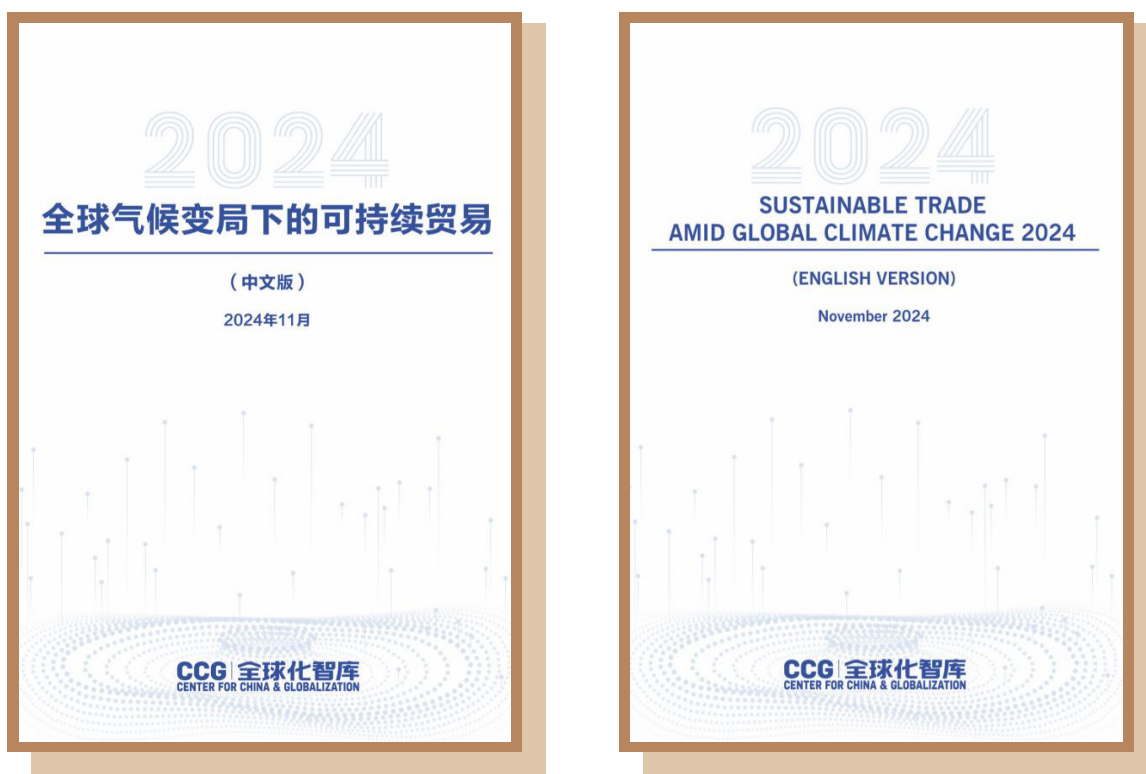 2024
全球气候变局下的可持续贸易
（中文版）
2024年11月
CCG 全球化智库
CENTER FOR CHINA & GLOBALIZATION
2024
SUSTAINABLE TRADE
AMID GLOBAL CLIMATE CHANGE 2024
(ENGLISH VERSION)
November 2024
CCG 全球化智库
CENTER FOR CHINA & GLOBALIZATION